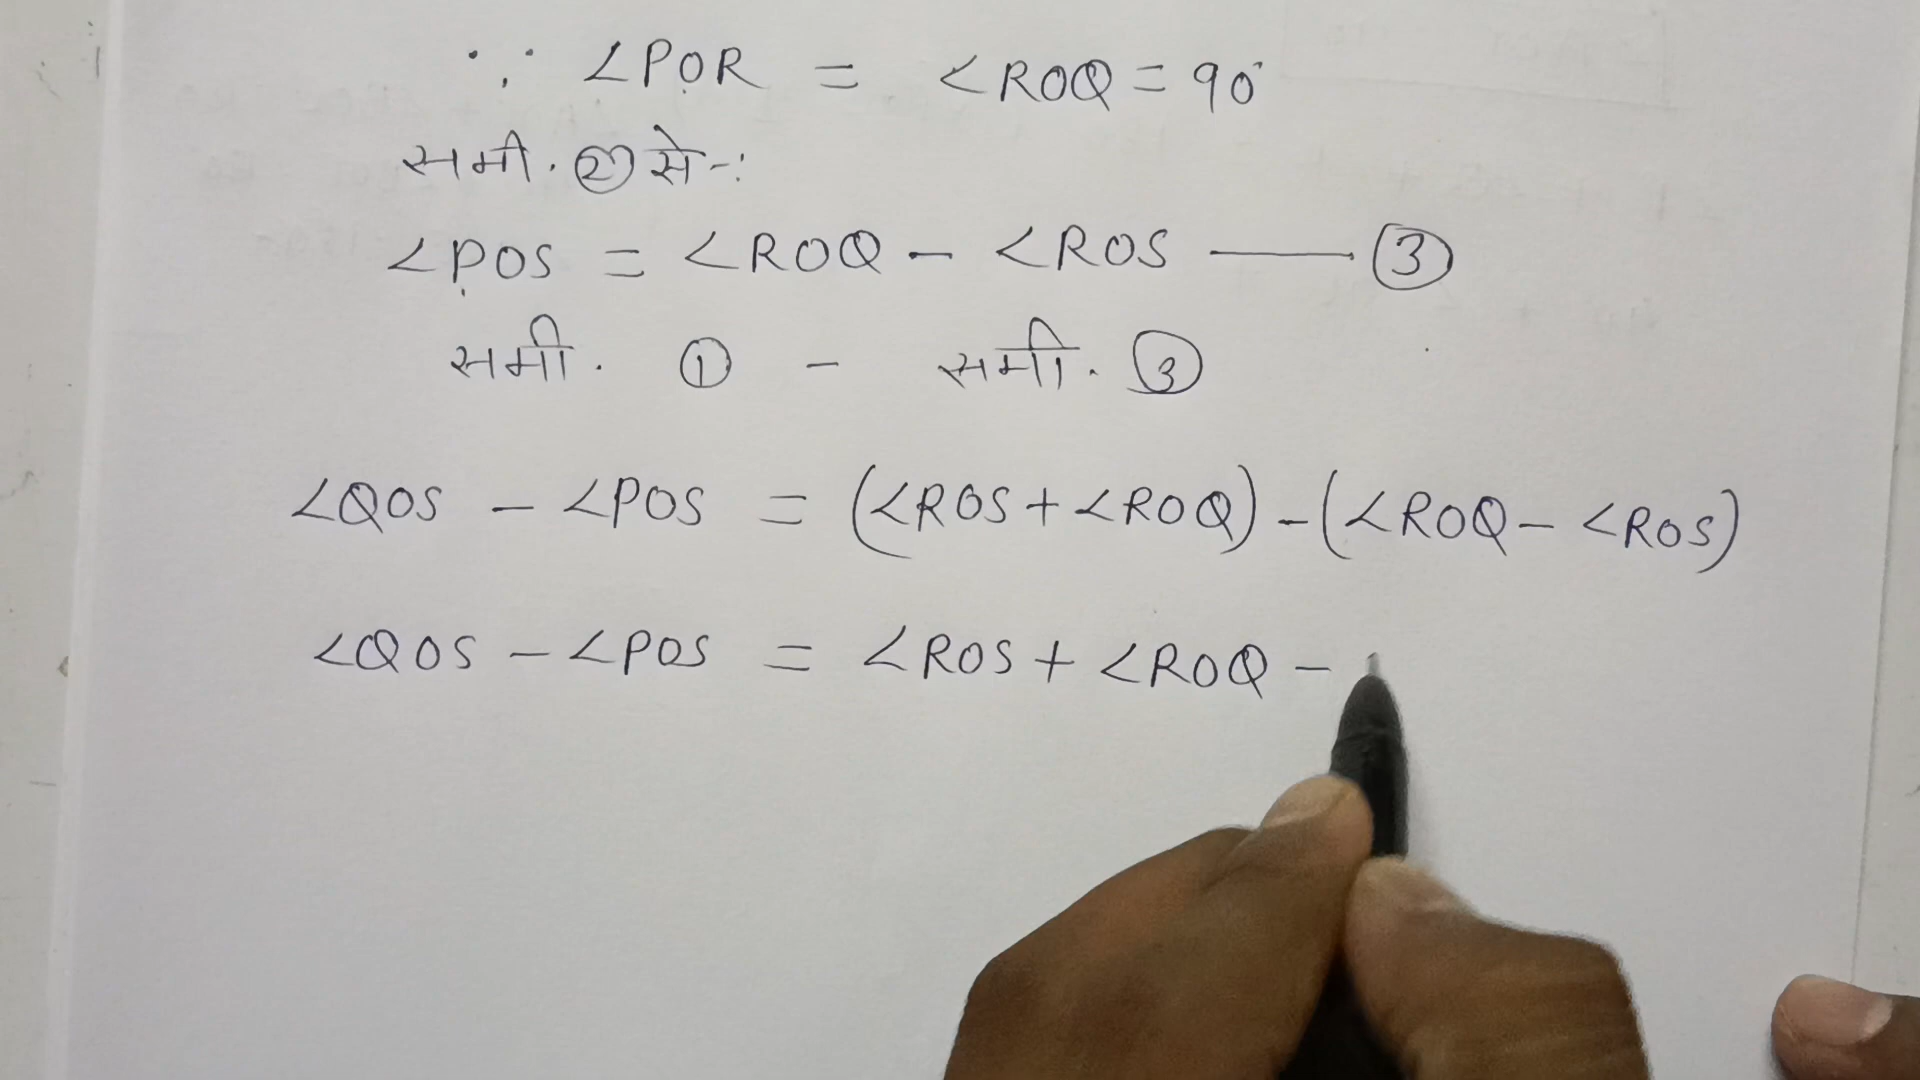 ∵ ∠POR = ∠ROQ = 90°
समी. ② से -:
∠POS = ∠ROQ - ∠ROS —— ③
समी. ① - समी. ③
∠QOS - ∠POS = (∠ROS + ∠ROQ) - (∠ROQ - ∠ROS)
∠QOS - ∠POS = ∠ROS + ∠ROQ -